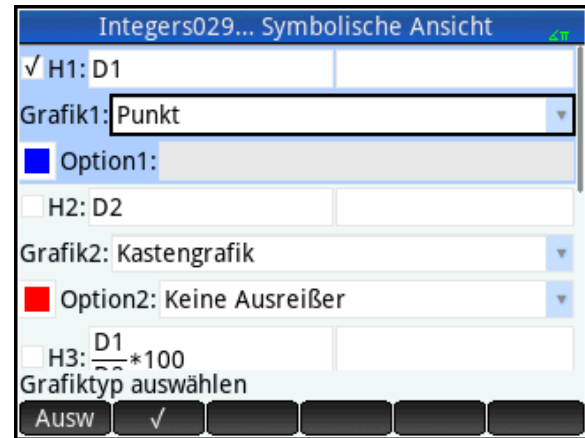 Integers029... Symbolische Ansicht ∡π
√ H1: D1
Grafik1: Punkt
Option1:
H2: D2
Grafik2: Kastengrafik
Option2: Keine Ausreißer
H3: D1/ *100
Grafiktyp auswählen
Ausw √